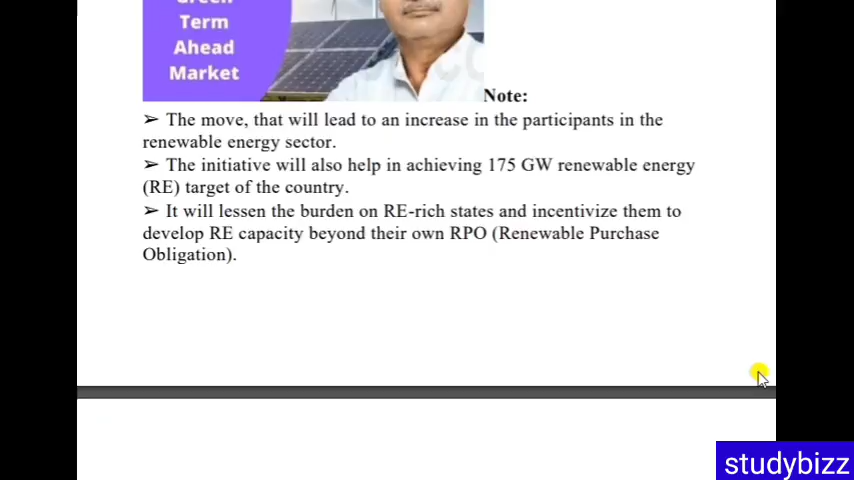 Term
Ahead
Market
Note:
➢ The move, that will lead to an increase in the participants in the
renewable energy sector.
➢ The initiative will also help in achieving 175 GW renewable energy
(RE) target of the country.
➢ It will lessen the burden on RE-rich states and incentivize them to
develop RE capacity beyond their own RPO (Renewable Purchase
Obligation).
studybizz